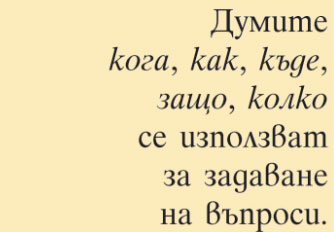 Думите
кога, как, къде,
защо, колко
се използват
за задаване
на въпроси.